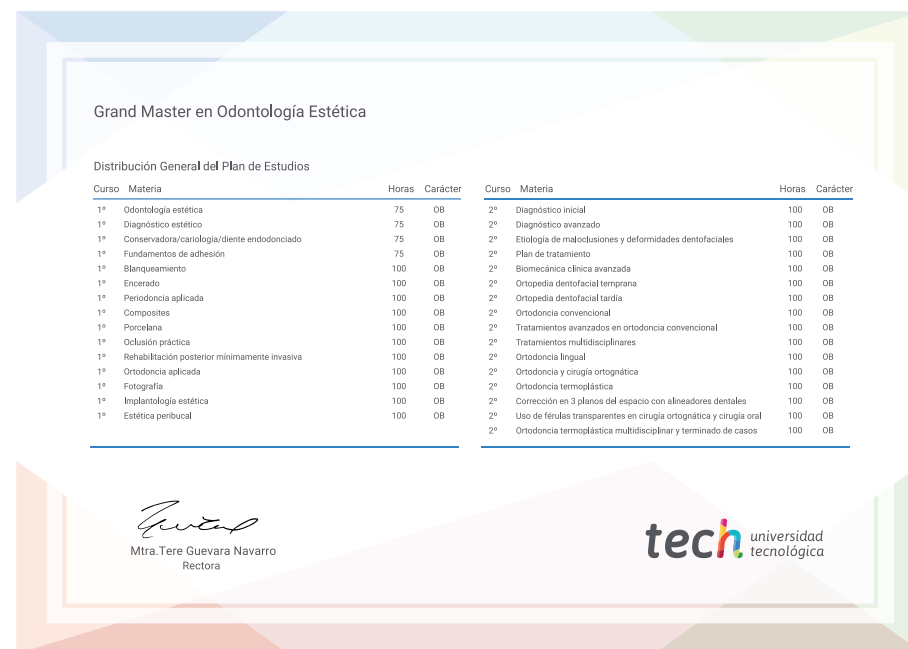 Grand Master en Odontología Estética
Distribución General del Plan de Estudios
Curso Materia Horas Carácter
1º Odontología estética 75 OB
1º Diagnóstico estético 75 OB
1º Conservadora/cariología/diente endodonciado 75 OB
1º Fundamentos de adhesión 75 OB
1º Blanqueamiento 100 OB
1º Encerado 100 OB
1º Periodoncia aplicada 100 OB
1º Composites 100 OB
1º Porcelana 100 OB
1º Oclusión práctica 100 OB
1º Rehabilitación posterior mínimamente invasiva 100 OB
1º Ortodoncia aplicada 100 OB
1º Fotografía 100 OB
1º Implantología estética 100 OB
1º Estética peribucal 100 OB
Curso Materia Horas Carácter
2º Diagnóstico inicial 100 OB
2º Diagnóstico avanzado 100 OB
2º Etiología de maloclusiones y deformidades dentofaciales 100 OB
2º Plan de tratamiento 100 OB
2º Biomecánica clínica avanzada 100 OB
2º Ortopedia dentofacial temprana 100 OB
2º Ortopedia dentofacial tardía 100 OB
2º Ortodoncia convencional 100 OB
2º Tratamientos avanzados en ortodoncia convencional 100 OB
2º Tratamientos multidisciplinares 100 OB
2º Ortodoncia lingual 100 OB
2º Ortodoncia y cirugía ortognática 100 OB
2º Ortodoncia termoplástica 100 OB
2º Corrección en 3 planos del espacio con alineadores dentales 100 OB
2º Uso de férulas transparentes en cirugía ortognática y cirugía oral 100 OB
2º Ortodoncia termoplástica multidisciplinar y terminado de casos 100 OB
Mtra.Tere Guevara Navarro
Rectora
tech universidad
tecnológica